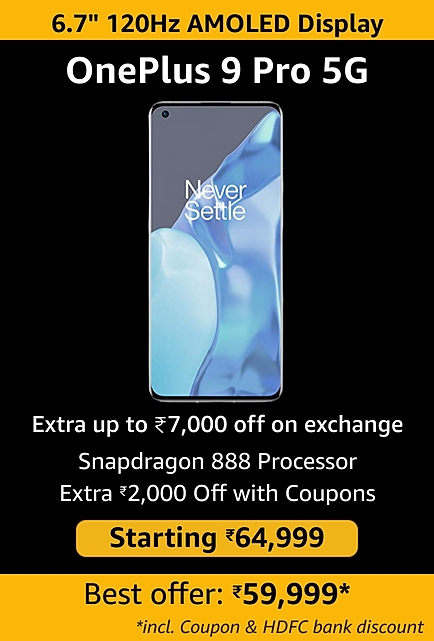 6.7" 120Hz AMOLED Display
OnePlus 9 Pro 5G
Never
Settle
Extra up to ₹7,000 off on exchange
Snapdragon 888 Processor
Extra ₹2,000 Off with Coupons
Starting ₹64,999
Best offer: ₹59,999*
*incl. Coupon & HDFC bank discount